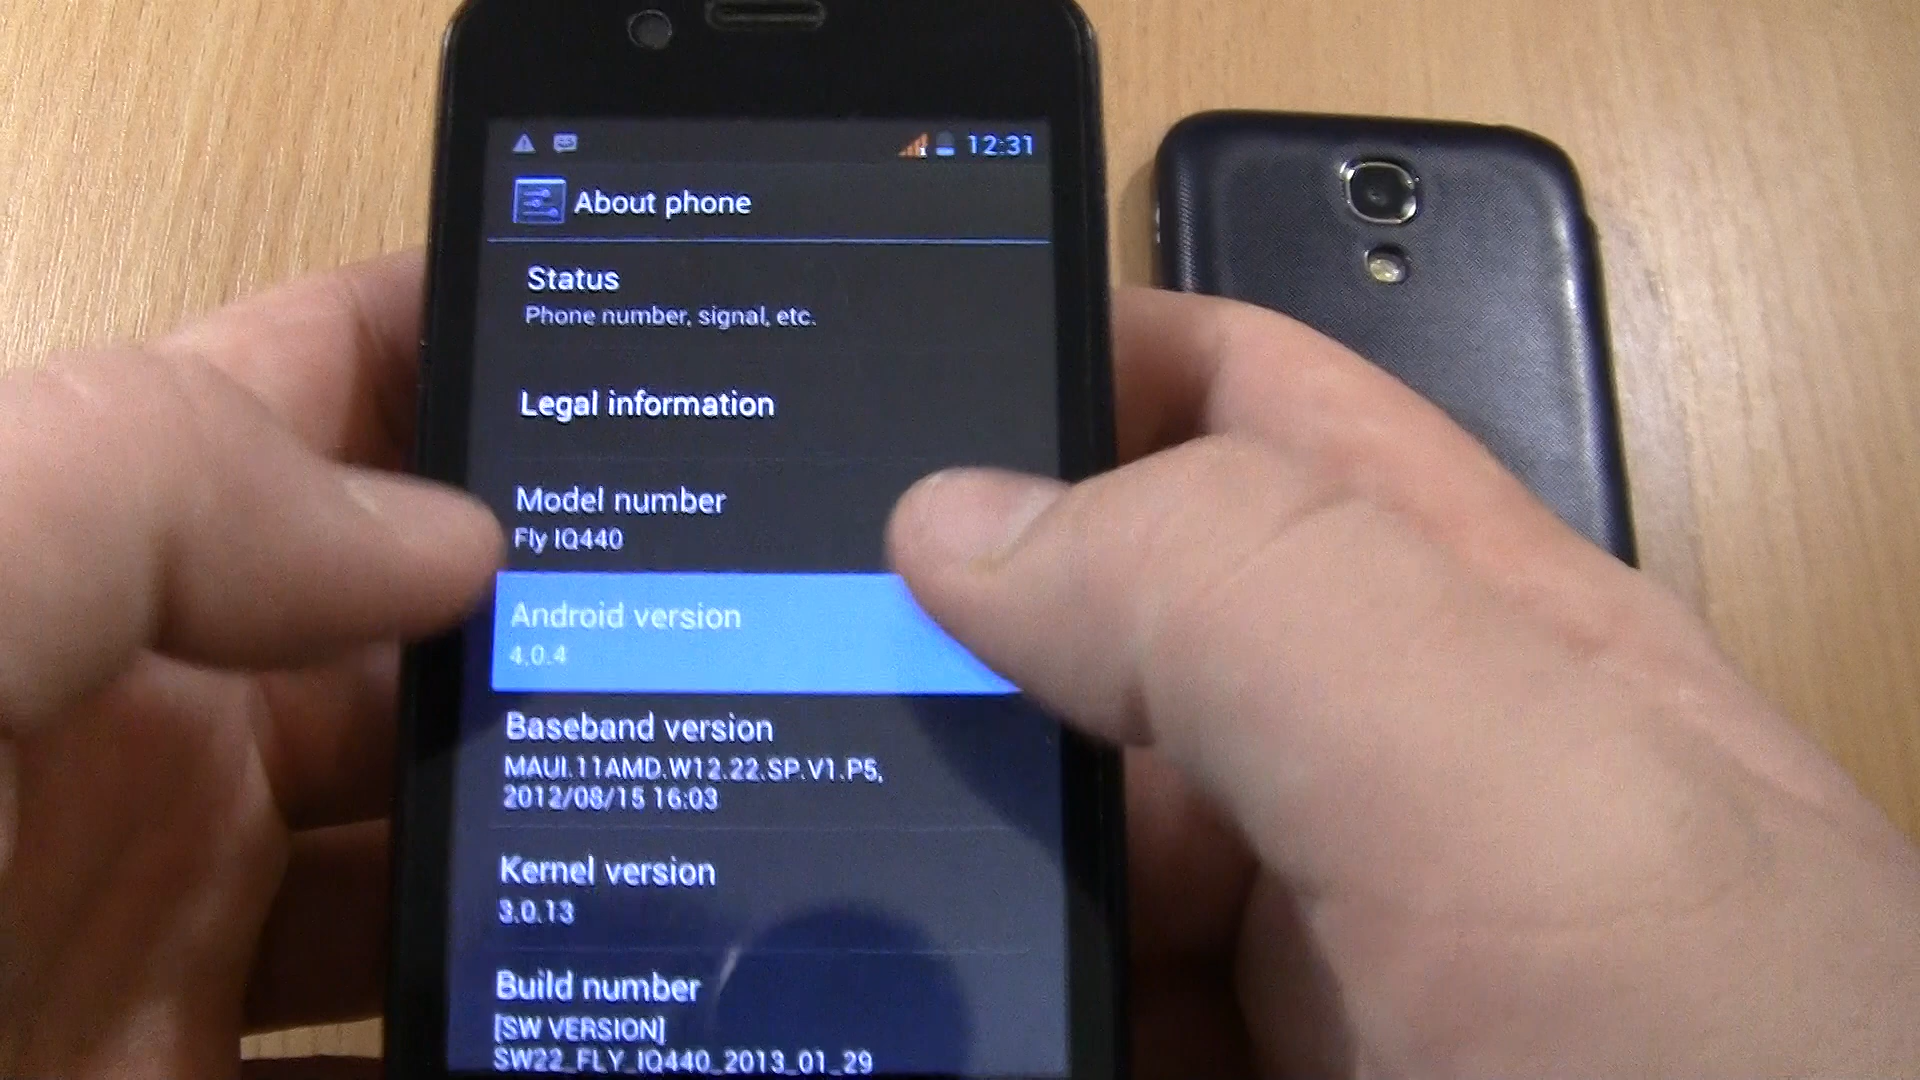 12:31
About phone
Status
Phone number, signal, etc.
Legal information
Model number
Fly IQ440
Android version
4.0.4
Baseband version
MAUI.11AMD.W12.22.SP.V1.P5,
2012/08/15 16:03
Kernel version
3.0.13
Build number
[SW VERSION]
SW22_FLY_IQ440_2013_01_29